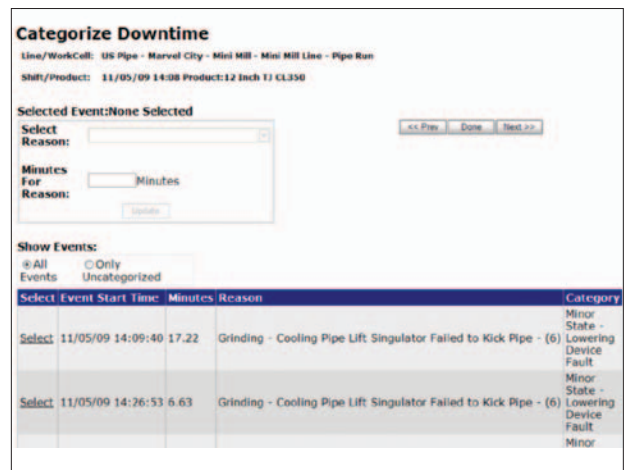 Categorize Downtime
Line/WorkCell: US Pipe - Marvel City - Mini Mill - Mini Mill Line - Pipe Run
Shift/Product: 11/05/09 14:08 Product:12 Inch TJ CL350
Selected Event:None Selected
Select Reason:
<< Prev Done Next >>
Minutes For Reason: Minutes
Update
Show Events:
All Events Only Uncategorized
Select Event Start Time Minutes Reason Category
Select 11/05/09 14:09:40 17.22 Grinding - Cooling Pipe Lift Singulator Failed to Kick Pipe - (6) Minor State - Lowering Device Fault
Select 11/05/09 14:26:53 6.63 Grinding - Cooling Pipe Lift Singulator Failed to Kick Pipe - (6) Minor State - Lowering Device Fault
Minor